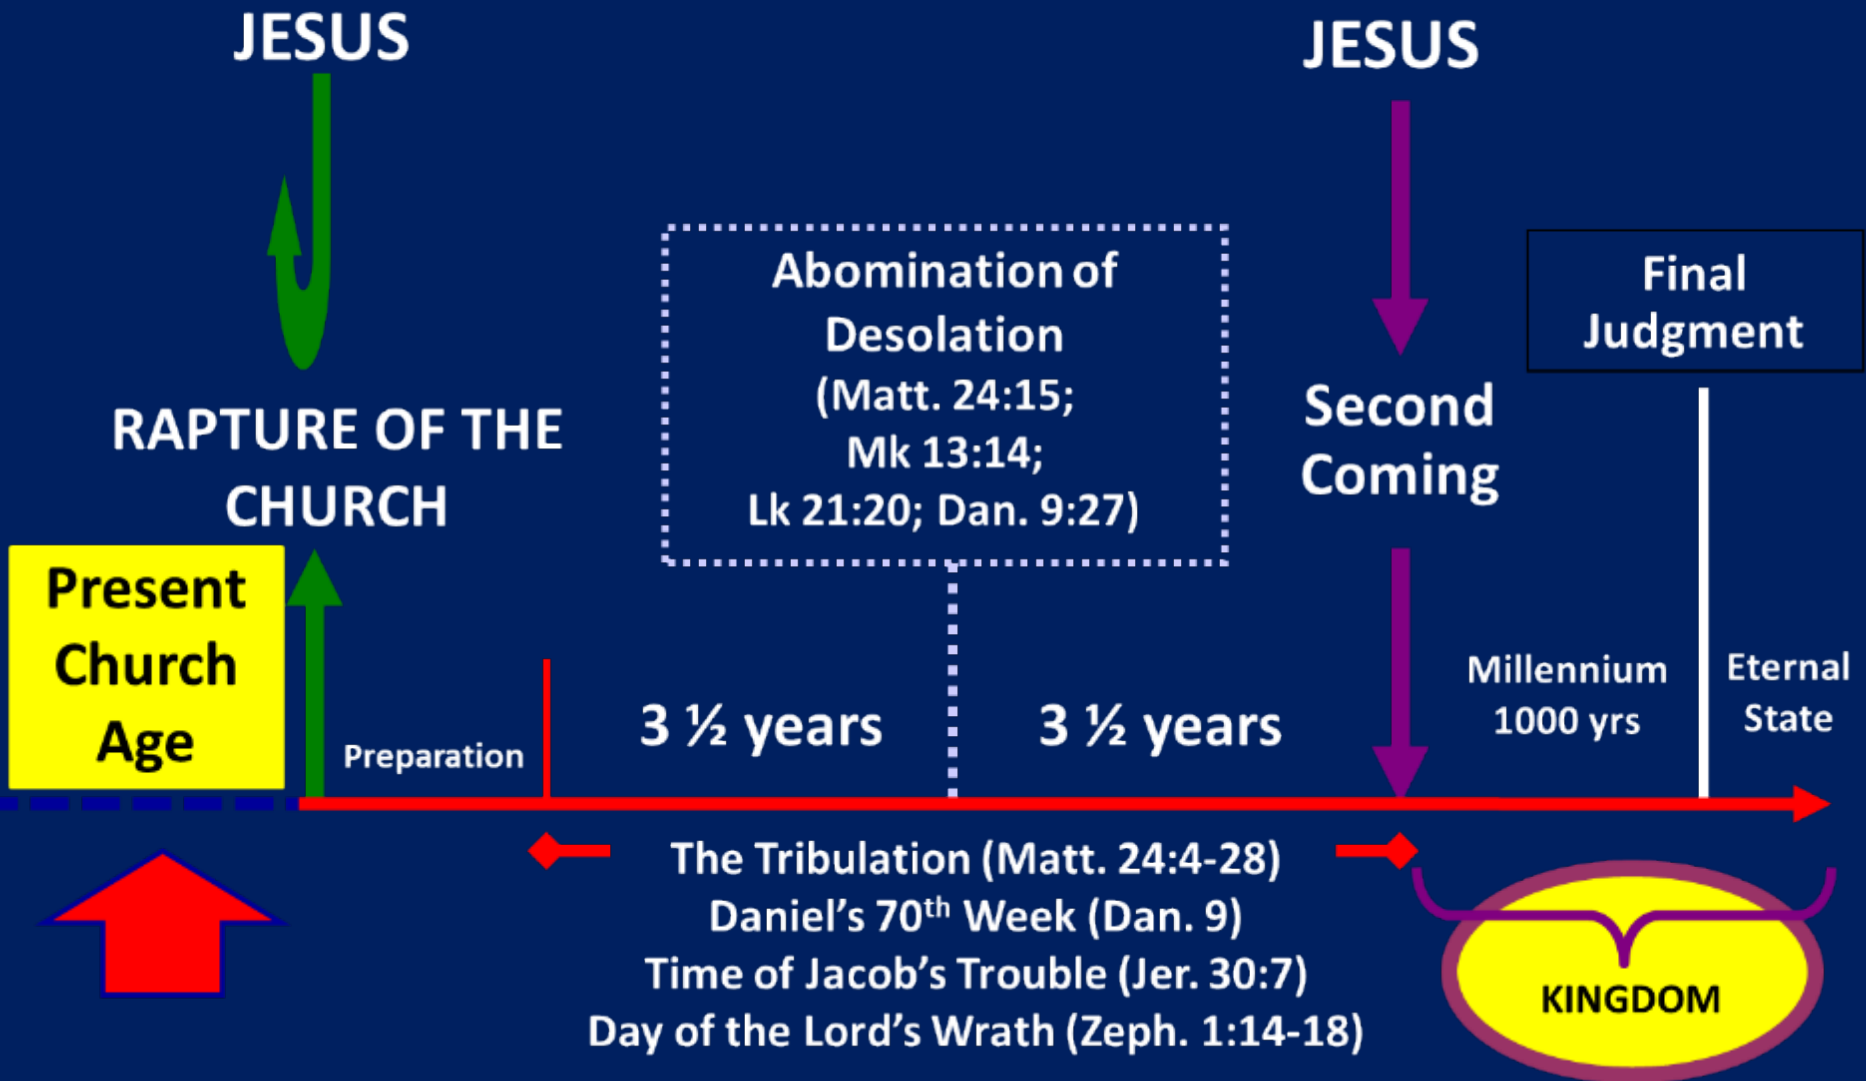 JESUS
RAPTURE OF THE
CHURCH
Present
Church
Age
Preparation
Abomination of
Desolation
(Matt. 24:15;
Mk 13:14;
Lk 21:20; Dan. 9:27)
3 ½ years
3 ½ years
JESUS
Second
Coming
Final
Judgment
Millennium
1000 yrs
Eternal
State
The Tribulation (Matt. 24:4-28)
Daniel’s 70th Week (Dan. 9)
Time of Jacob’s Trouble (Jer. 30:7)
Day of the Lord’s Wrath (Zeph. 1:14-18)
KINGDOM